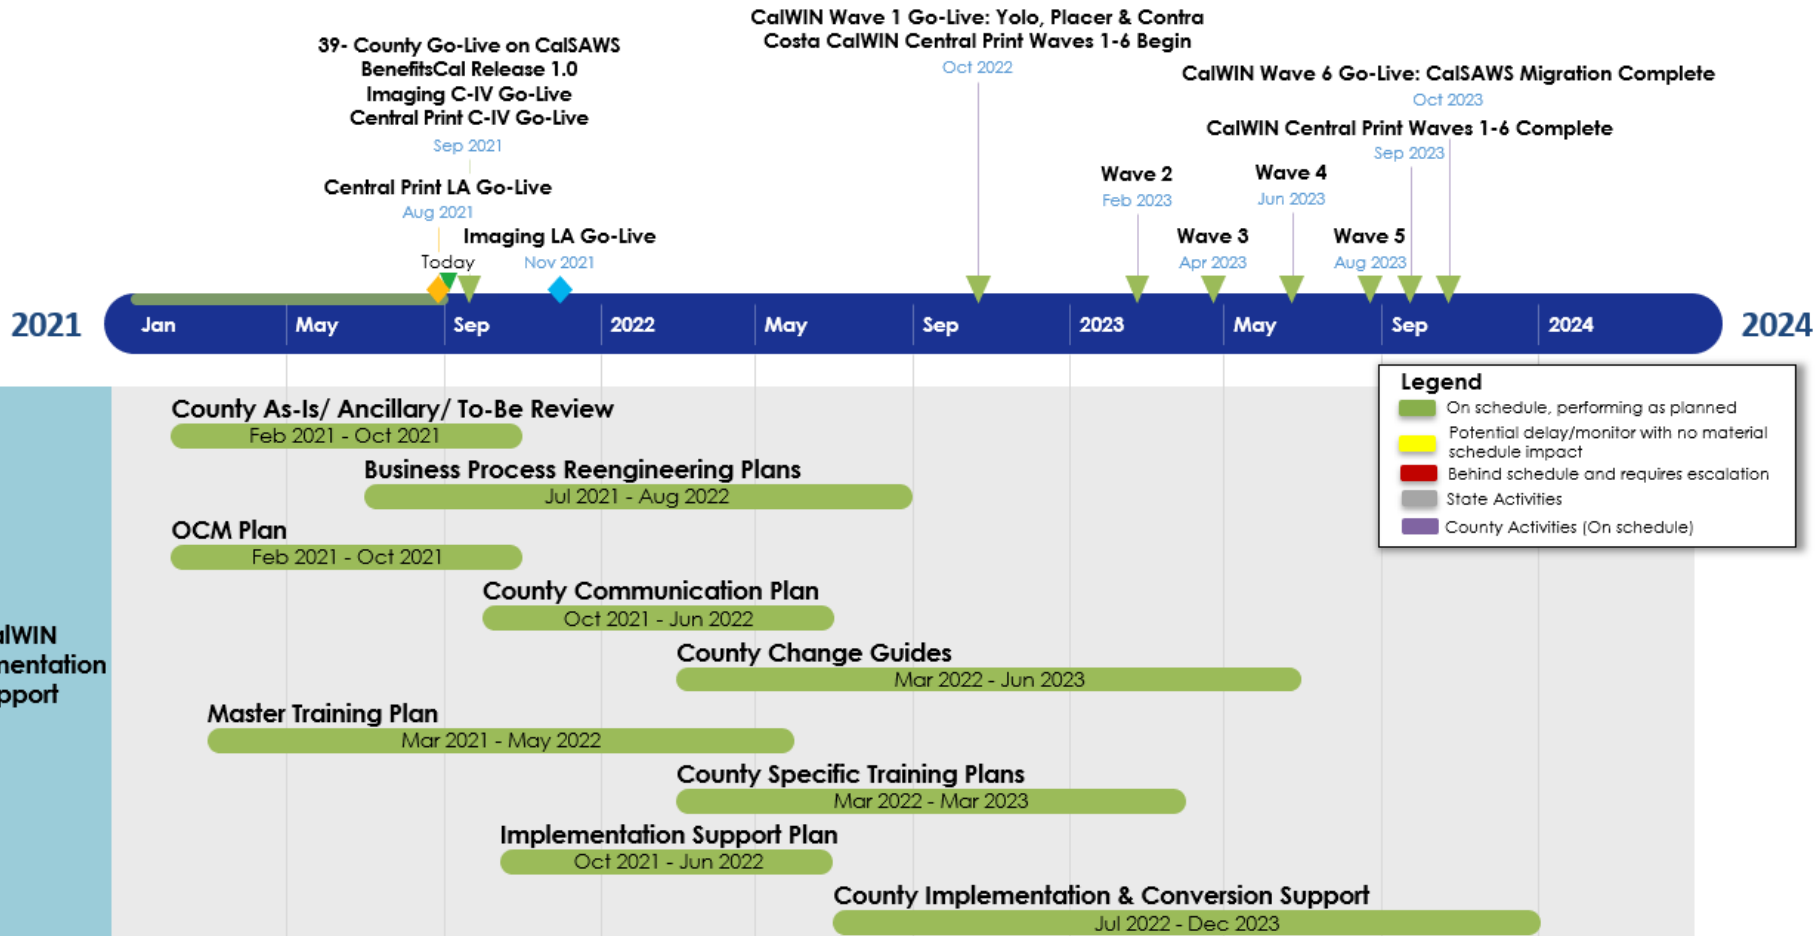 CalWIN Wave 1 Go-Live: Yolo, Placer & Contra
Costa CalWIN Central Print Waves 1-6 Begin
Oct 2022
39- County Go-Live on CalSAWS
BenefitsCal Release 1.0
Imaging C-IV Go-Live
Central Print C-IV Go-Live
Sep 2021
CalWIN Wave 6 Go-Live: CalSAWS Migration Complete
Oct 2023
CalWIN Central Print Waves 1-6 Complete
Sep 2023
Central Print LA Go-Live
Aug 2021
Wave 2
Feb 2023
Wave 4
Jun 2023
Imaging LA Go-Live
Nov 2021
Today
Wave 3
Apr 2023
Wave 5
Aug 2023
2021
Jan
May
Sep
2022
May
Sep
2023
May
Sep
2024
2024
Legend
On schedule, performing as planned
Potential delay/monitor with no material
schedule impact
Behind schedule and requires escalation
State Activities
County Activities (On schedule)
alWIN
mentation
pport
County As-Is/ Ancillary/ To-Be Review
Feb 2021 - Oct 2021
Business Process Reengineering Plans
Jul 2021 - Aug 2022
OCM Plan
Feb 2021 - Oct 2021
County Communication Plan
Oct 2021 - Jun 2022
County Change Guides
Mar 2022 - Jun 2023
Master Training Plan
Mar 2021 - May 2022
County Specific Training Plans
Mar 2022 - Mar 2023
Implementation Support Plan
Oct 2021 - Jun 2022
County Implementation & Conversion Support
Jul 2022 - Dec 2023